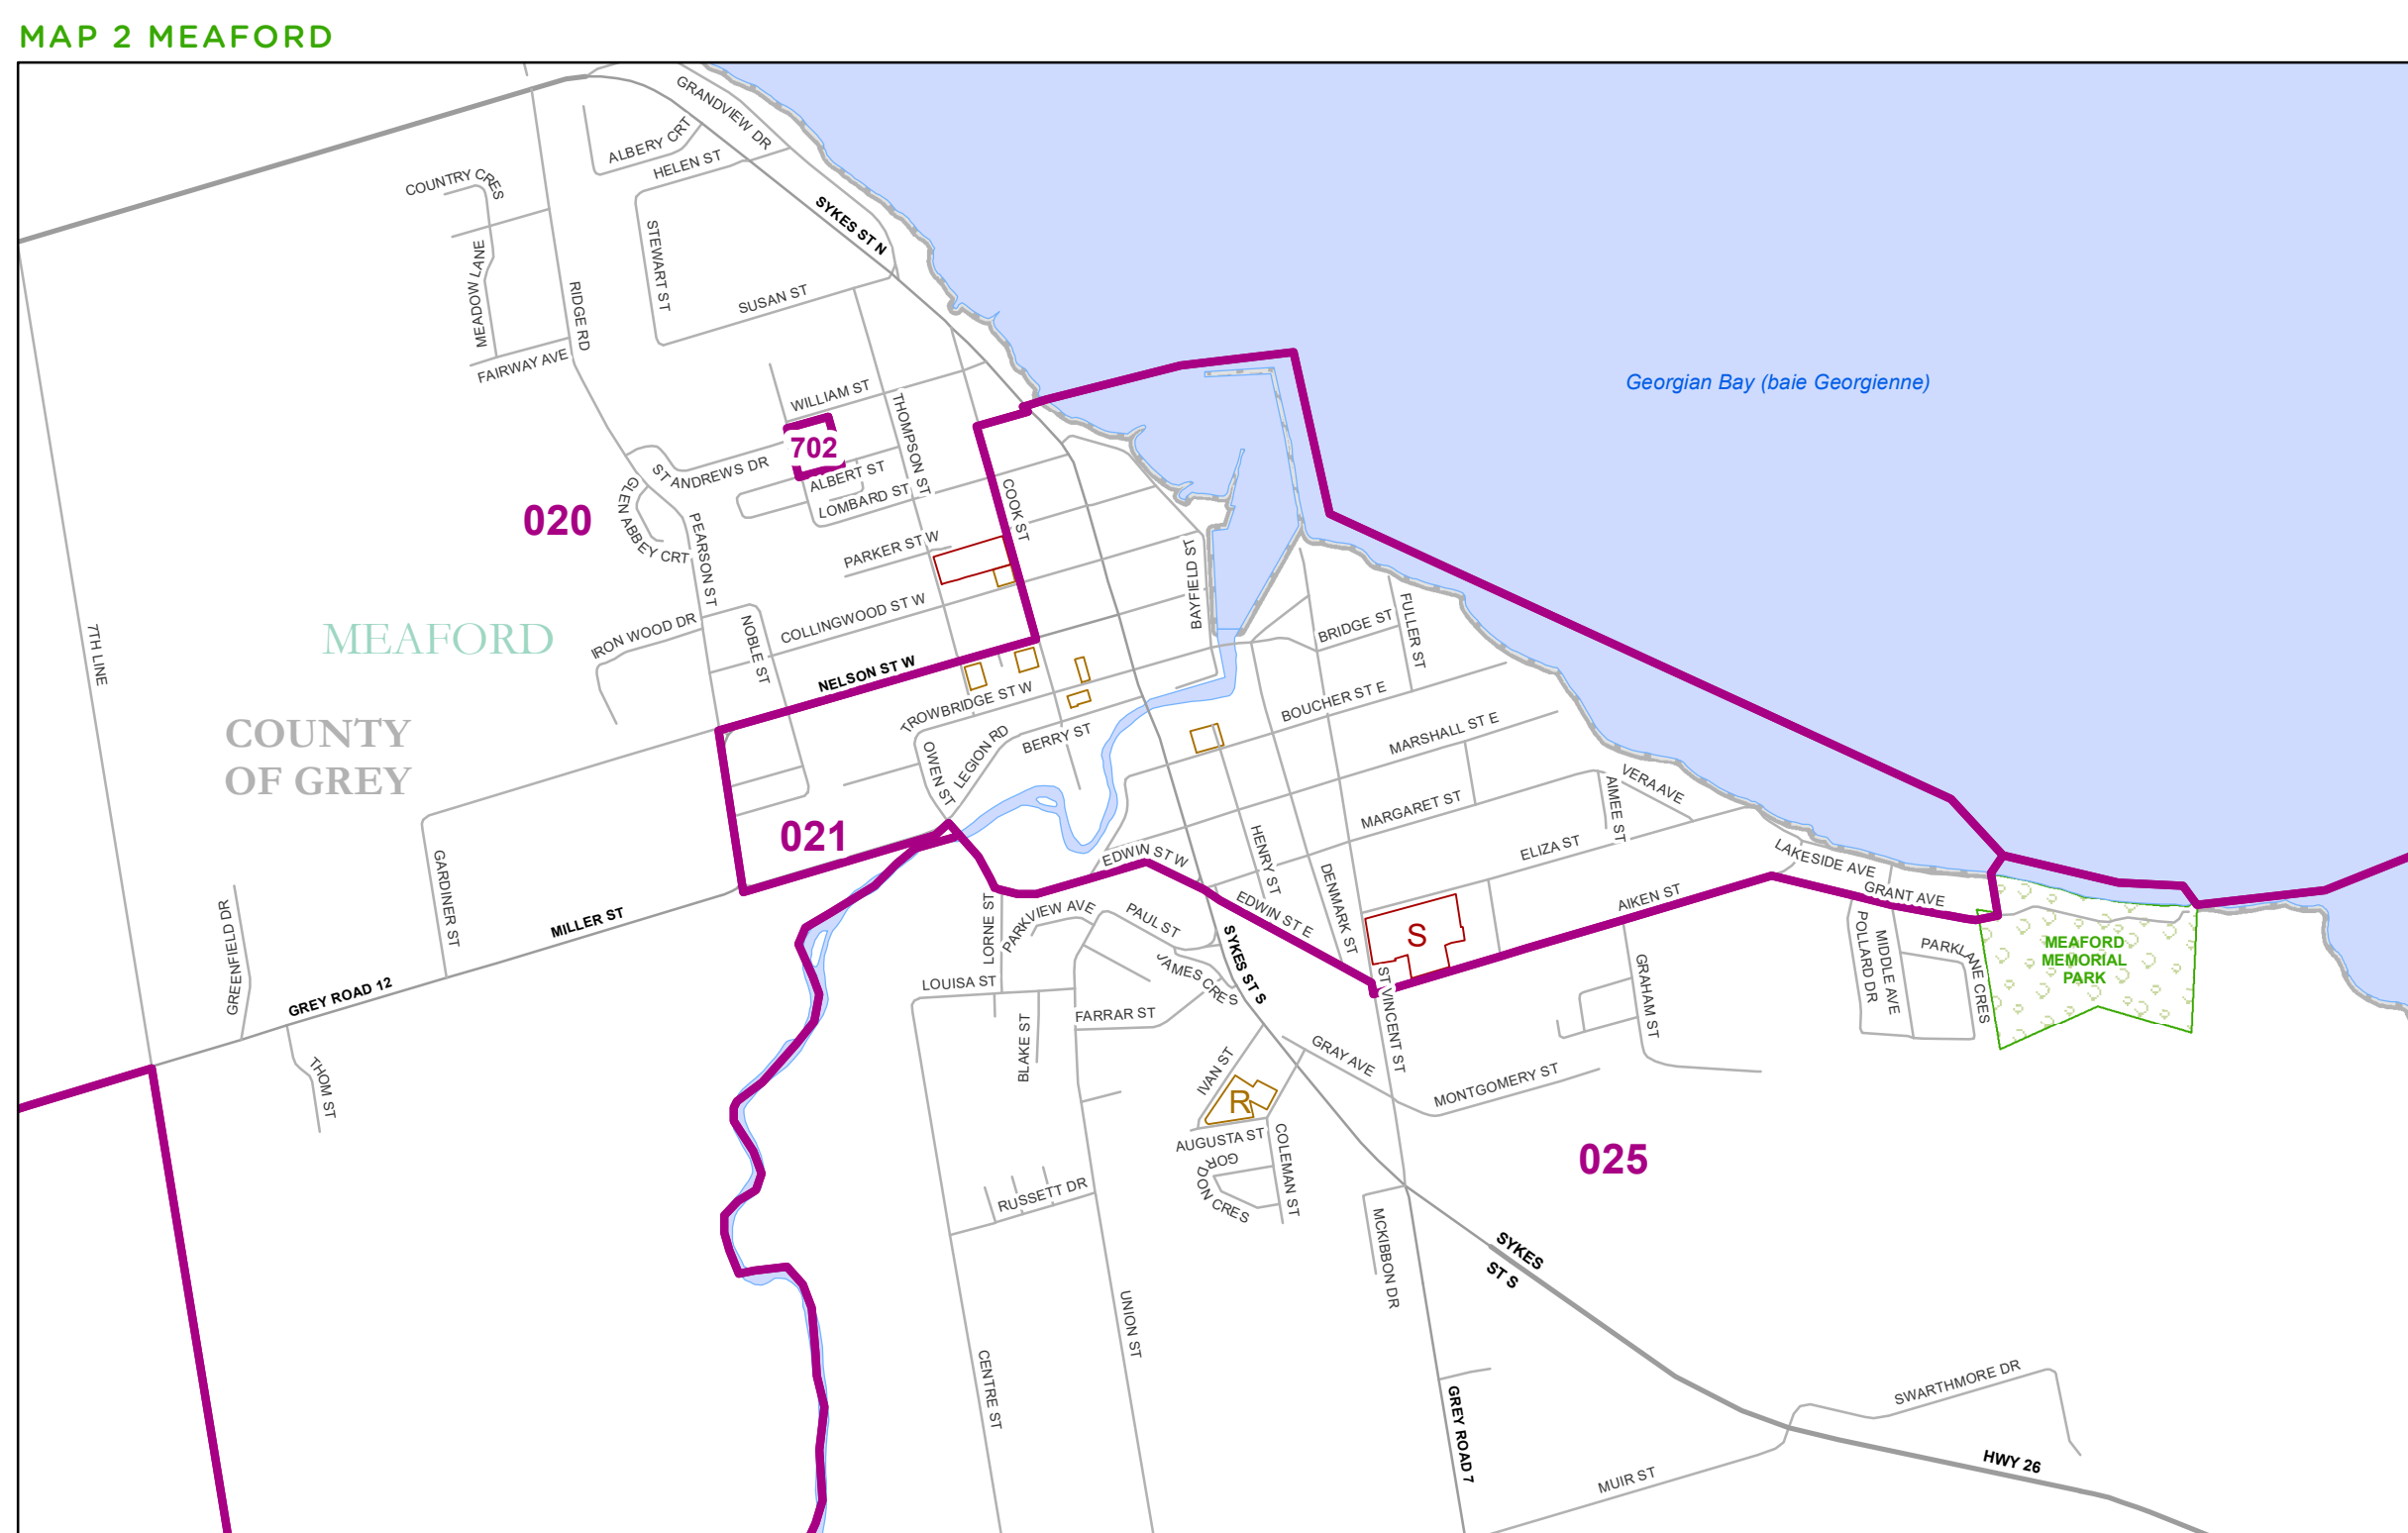 MAP 2 MEAFORD
GRANDVIEW DR
ALBERY CRT
HELEN ST
COUNTRY CRES
SYKES ST N
STEWART ST
MEADOW LANE
RIDGE RD
SUSAN ST
FAIRWAY AVE
Georgian Bay (baie Georgienne)
WILLIAM ST
THOMPSON ST
702
ST ANDREWS DR
ALBERT ST
LOMBARD ST
GLEN ABBEY CRT
COOK ST
020
PEARSON ST
PARKER ST W
BAYFIELD ST
COLLINGWOOD ST W
IRON WOOD DR
NOBLE ST
FULLER ST
BRIDGE ST
7TH LINE
MEAFORD
NELSON ST W
TROWBRIDGE ST W
BOUCHER ST E
COUNTY
OF GREY
LEGION RD
BERRY ST
OWEN ST
MARSHALL ST E
VERA AVE
AIMEE ST
MARGARET ST
021
HENRY ST
EDWIN ST W
ELIZA ST
LAKESIDE AVE
GARDINER ST
DENMARK ST
GRANT AVE
AIKEN ST
GREENFIELD DR
MILLER ST
LORNE ST
PARKVIEW AVE
PAUL ST
EDWIN ST E
S
POLLARD DR
MIDDLE AVE
PARKLANE CRES
MEAFORD
MEMORIAL
PARK
SYKES ST S
JAMES CRES
LOUISA ST
ST VINCENT ST
GRAHAM ST
GREY ROAD 12
BLAKE ST
FARRAR ST
GRAY AVE
THOM ST
IVAN ST
R
MONTGOMERY ST
AUGUSTA ST
COLEMAN ST
GORDON CRES
025
RUSSETT DR
MCKIBBON DR
SYKES
ST S
UNION ST
CENTRE ST
GREY ROAD 7
SWARTHMORE DR
HWY 26
MUIR ST